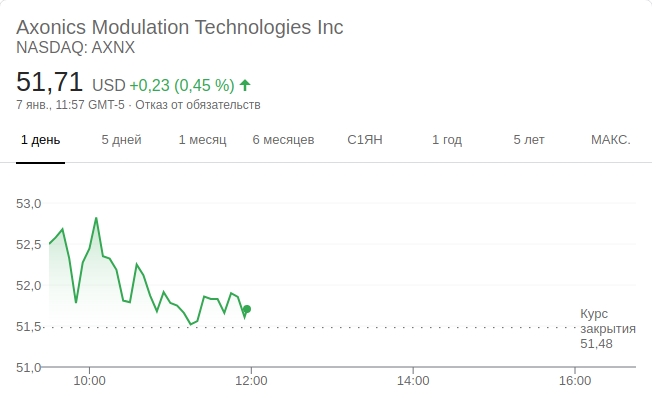 Axonics Modulation Technologies Inc
NASDAQ: AXNX
51,71 USD +0,23 (0,45 %)
7 янв., 11:57 GMT-5 · Отказ от обязательств
1 день 5 дней 1 месяц 6 месяцев С1ЯН 1 год 5 лет МАКС.
53,0
52,5
52,0
51,5
51,0
Курс
закрытия
51,48
10:00 12:00 14:00 16:00